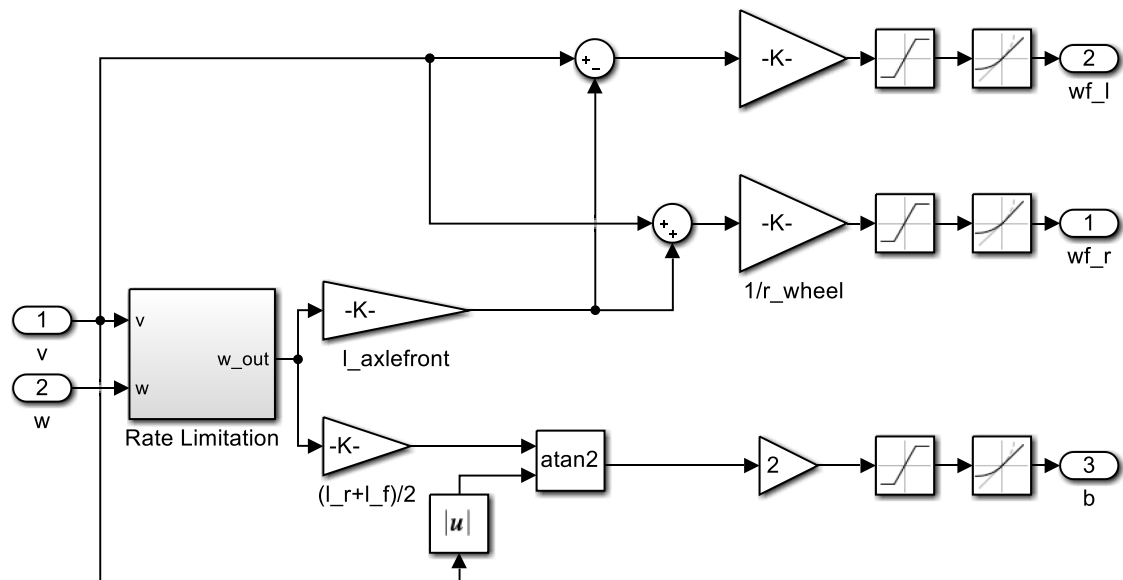 +
−
-K-
2
wf_l
+
+
-K-
1
wf_r
1/r_wheel
1
v
v
w_out
-K-
l_axlefront
2
w
w
Rate Limitation
-K-
(l_r+l_f)/2
atan2
2
3
b
|u|